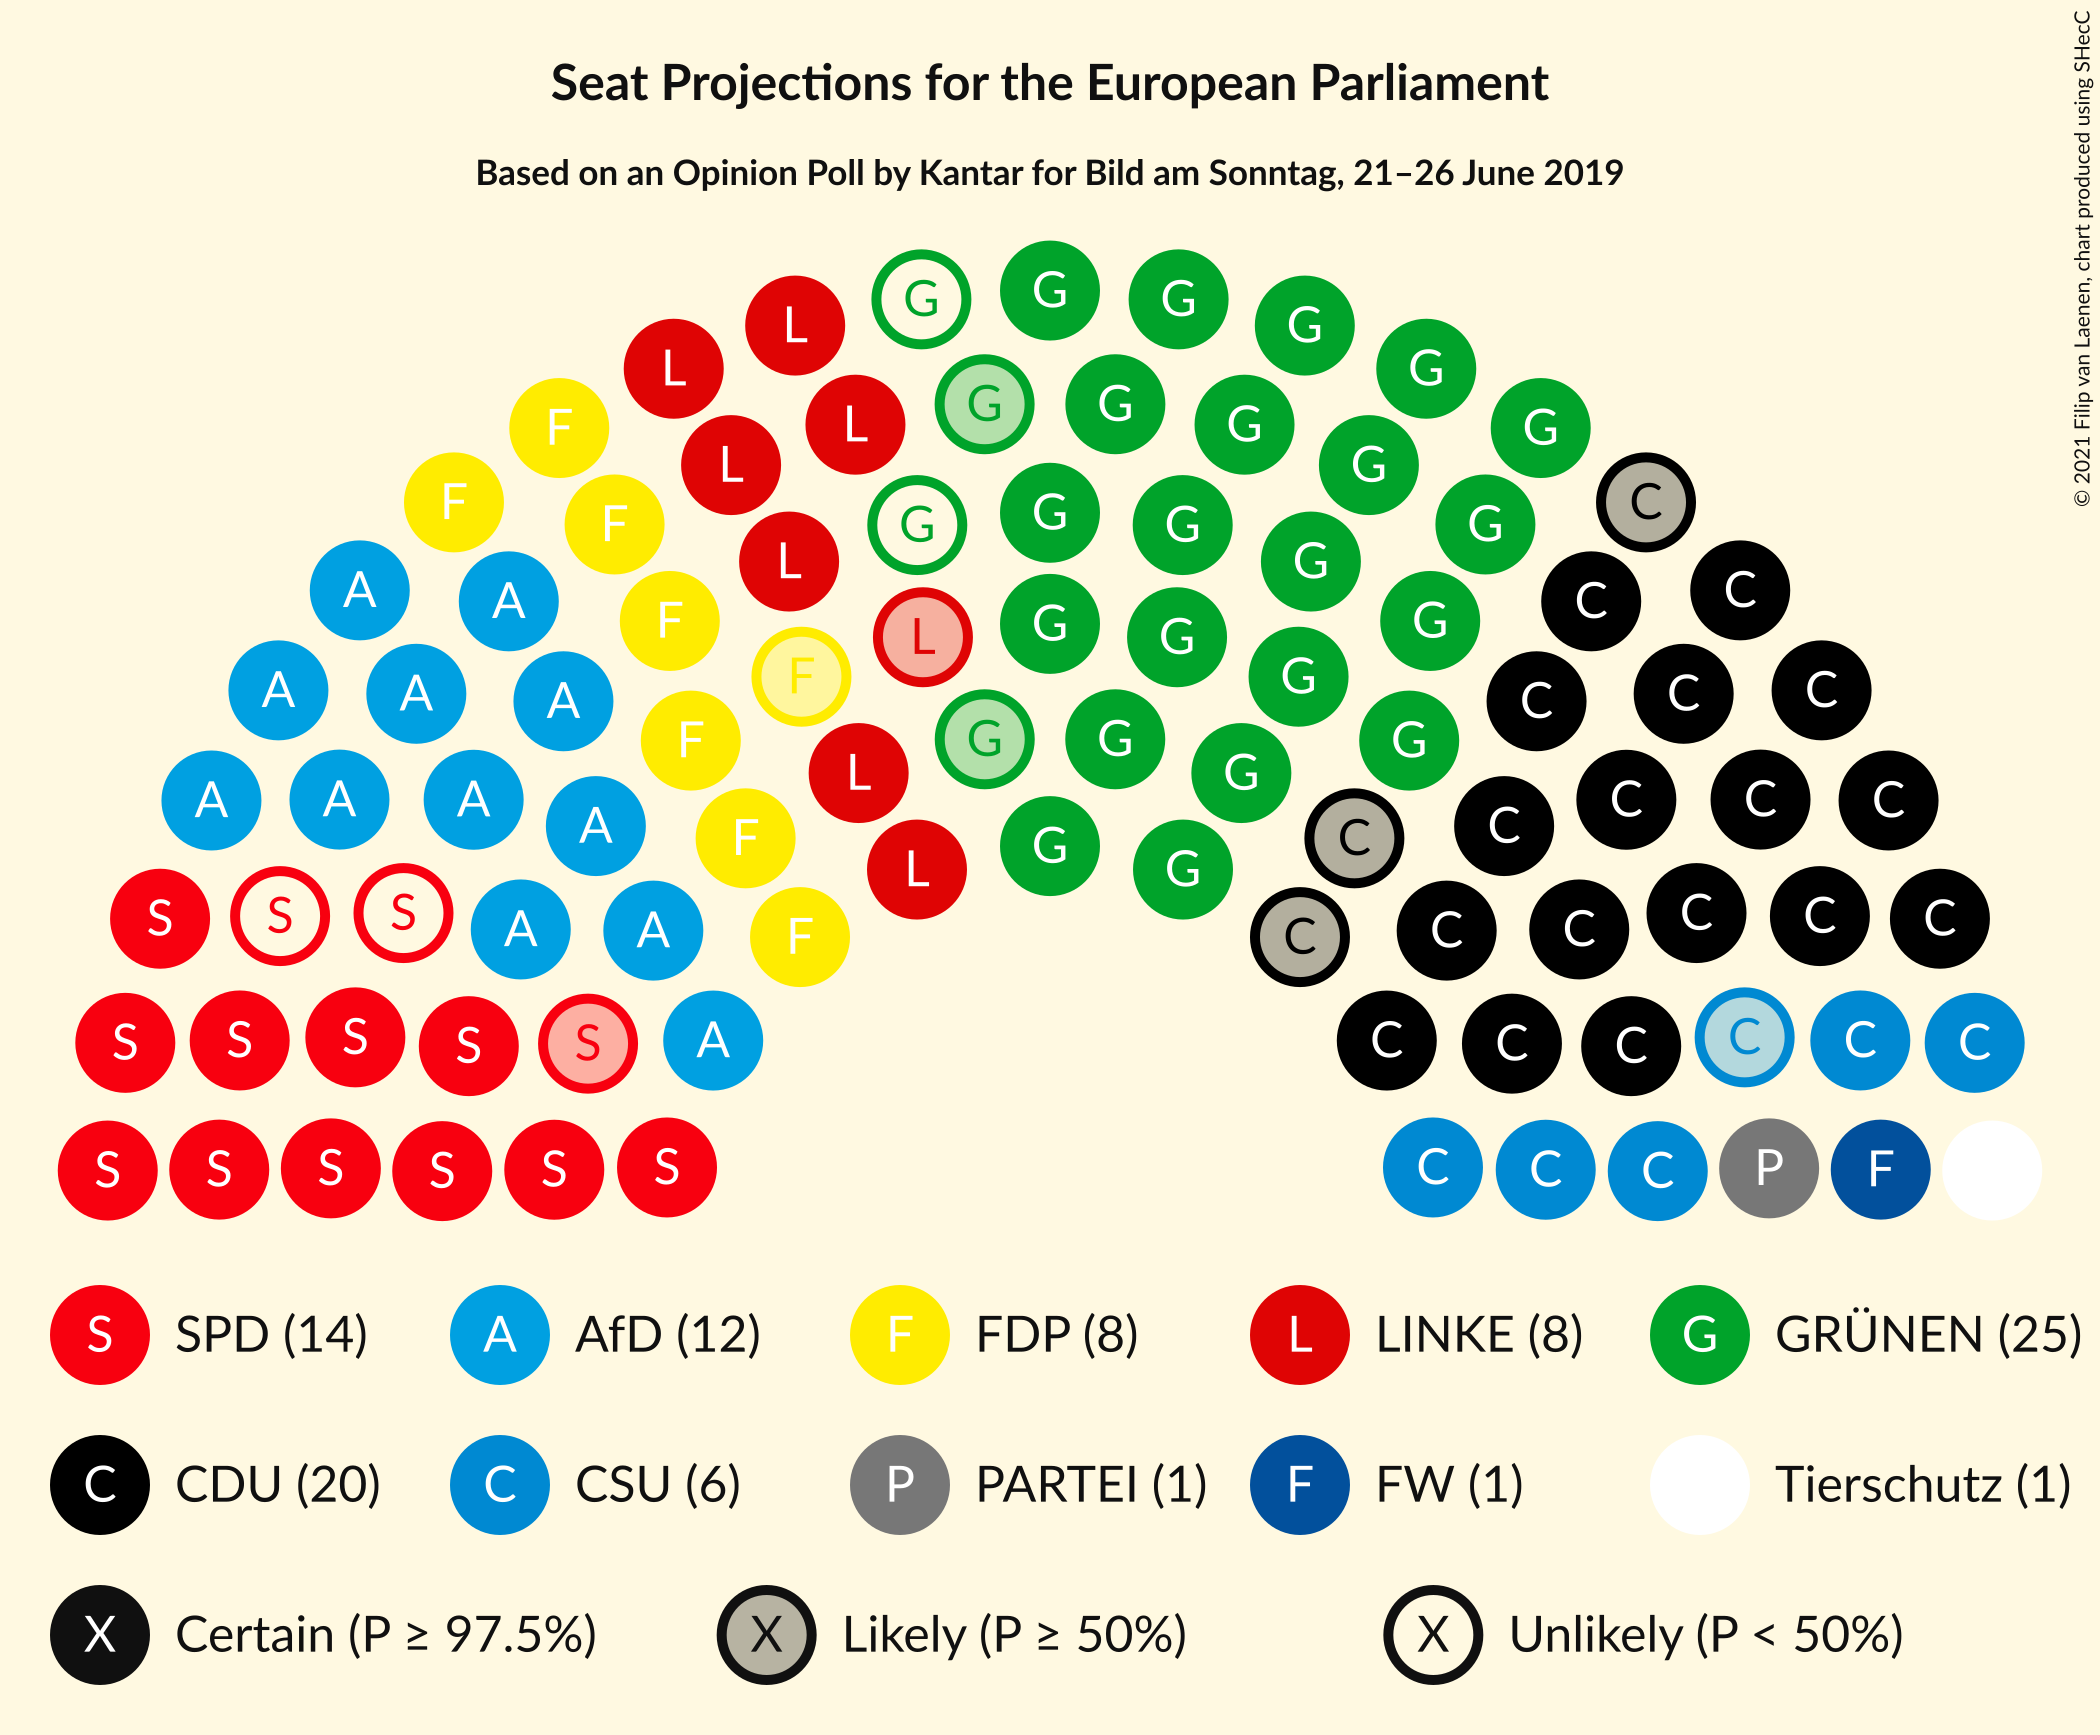 Seat Projections for the European Parliament
Based on an Opinion Poll by Kantar for Bild am Sonntag, 21–26 June 2019
© 2021 Filip van Laenen, chart produced using SHecC
G G G G G
L L G G
F L G G G G G
F L G G C
F L G G G G G
A A F L G G G C C
A A A F F L G G G G C C C
A A A A F L G G G G C C C C C
S S S A A F F L G G C C C C C C C
S S S S S A C C C C C C
S S S S S S C C C P F
S SPD (14) A AfD (12) F FDP (8) L LINKE (8) G GRÜNEN (25)
C CDU (20) C CSU (6) P PARTEI (1) F FW (1) Tierschutz (1)
X Certain (P ≥ 97.5%) X Likely (P ≥ 50%) X Unlikely (P < 50%)